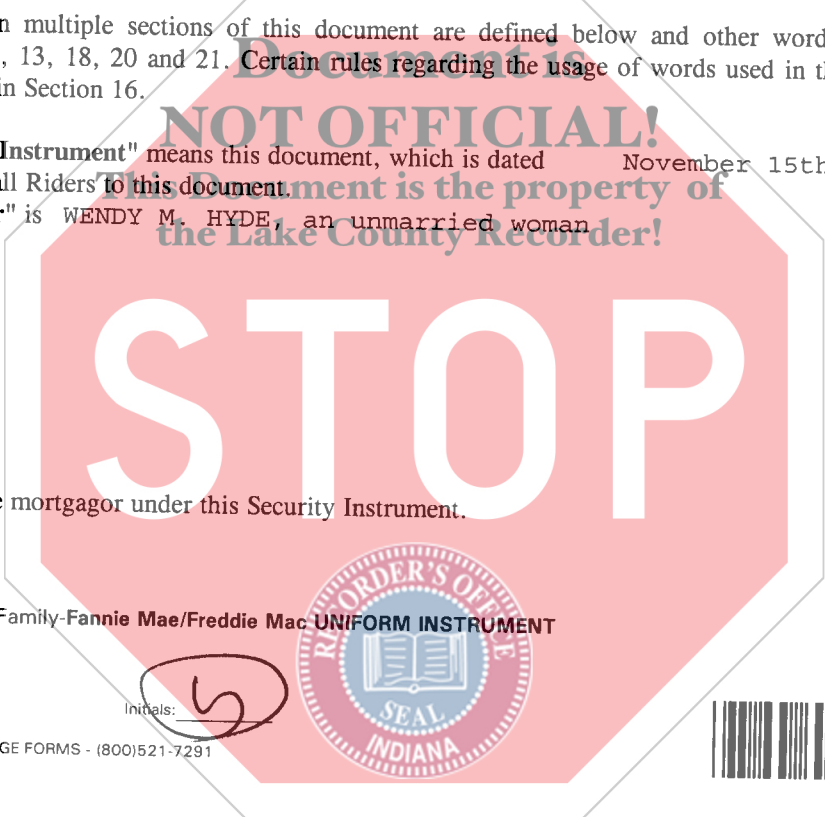 n multiple sections of this document are defined below and other word
, 13, 18, 20 and 21. Certain rules regarding the usage of words used in th
in Section 16.
Document is
NOT OFFICIAL!
This Document is the property of
the Lake County Recorder!
Instrument" means this document, which is dated November 15th
ll Riders to this document.
" is WENDY M. HYDE, an unmarried woman
STOP
e mortgagor under this Security Instrument.
Family-Fannie Mae/Freddie Mac UNIFORM INSTRUMENT
RECORDER'S OFFICE
SEAL
INDIANA
Initials:
GE FORMS - (800)521-7291